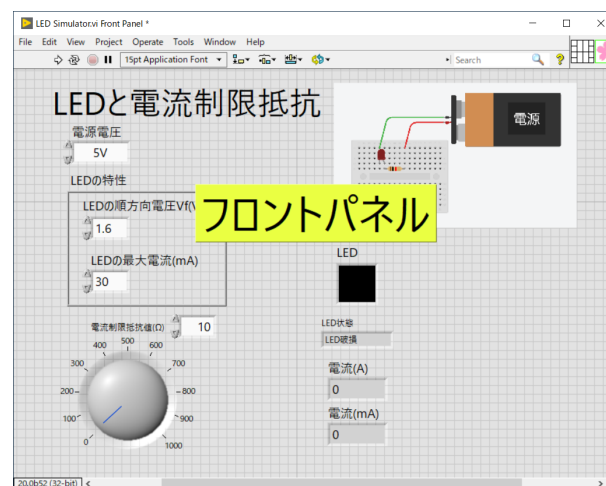 LED Simulator.vi Front Panel *
File Edit View Project Operate Tools Window Help
15pt Application Font
Search
LEDと電流制限抵抗
電源
電源電圧
5V
LEDの特性
LEDの順方向電圧Vf(V
1.6
フロントパネル
LEDの最大電流(mA)
30
LED
電流制限抵抗値(Ω) 10
0 100 200 300 400 500 600 700 800 900 1000
LED状態
LED破損
電流(A)
0
電流(mA)
0
20.0b52 (32-bit)